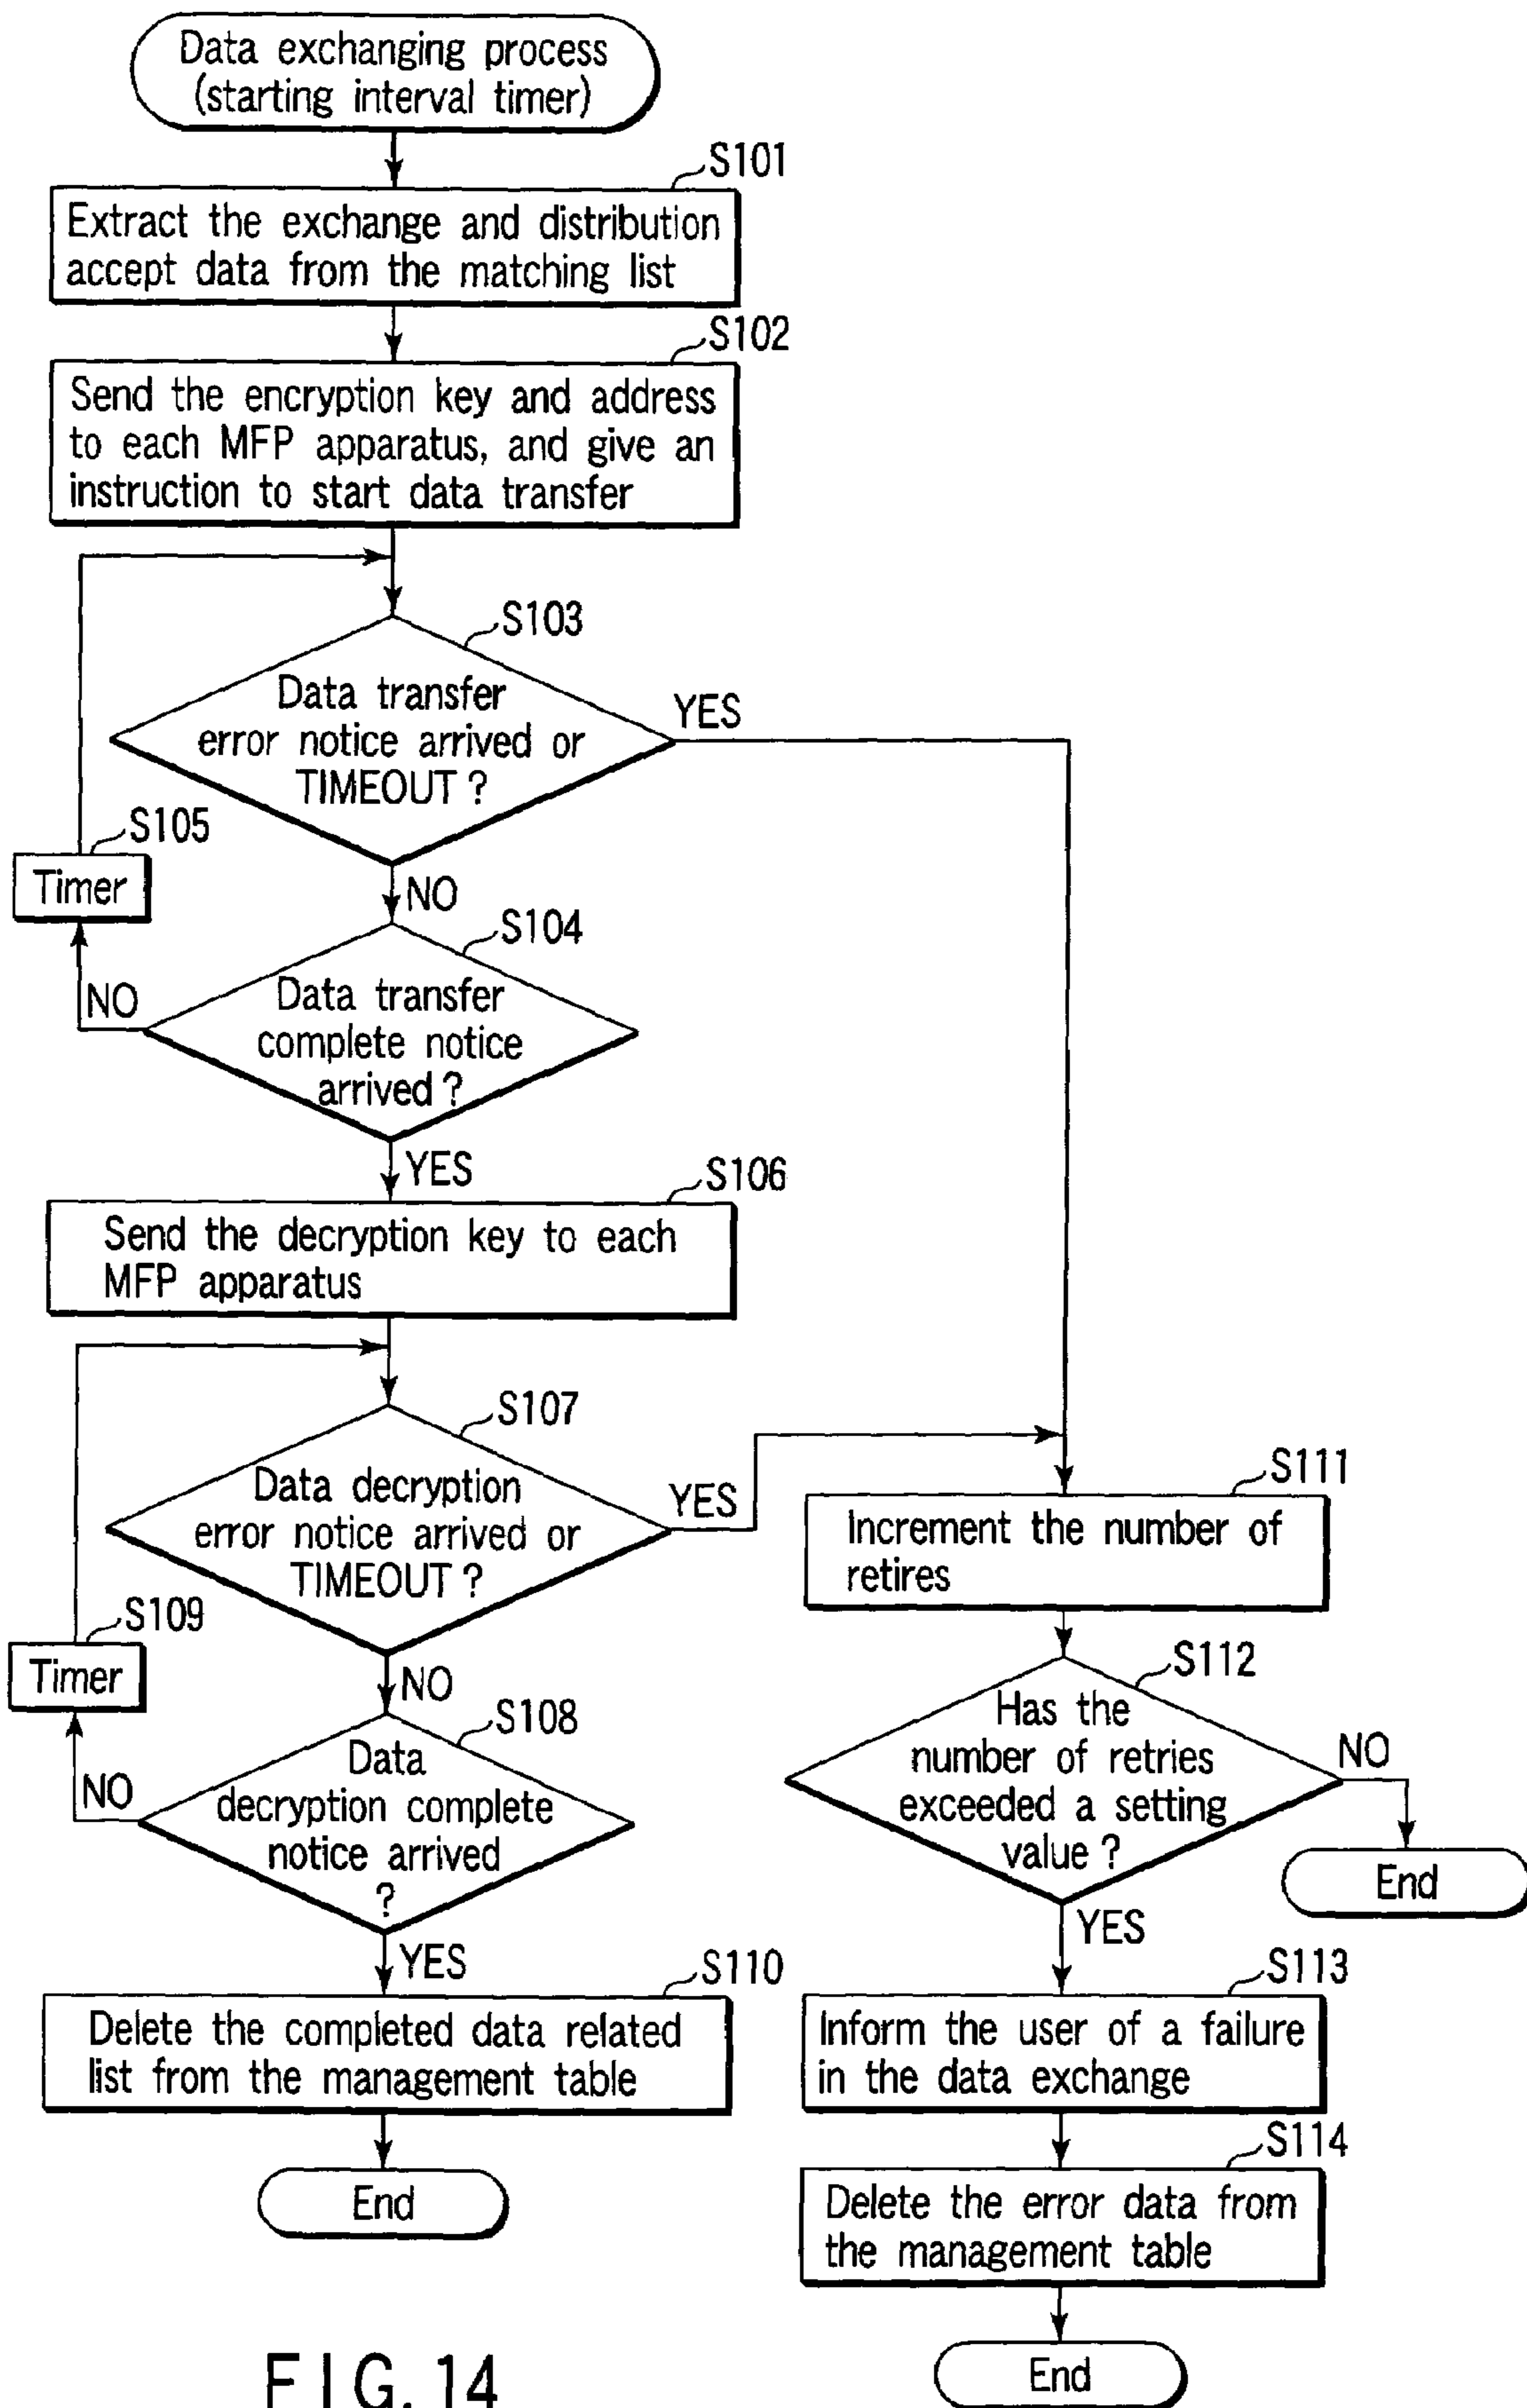 Data exchanging process
(starting interval timer)
S101
Extract the exchange and distribution
accept data from the matching list
S102
Send the encryption key and address
to each MFP apparatus, and give an
instruction to start data transfer
S103
Data transfer
error notice arrived or
TIMEOUT ?
YES
S105
Timer
NO
S104
Data transfer
complete notice
arrived ?
NO
YES
S106
Send the decryption key to each
MFP apparatus
S107
Data decryption
error notice arrived or
TIMEOUT ?
YES
S109
Timer
NO
S108
Data
decryption complete
notice arrived
?
NO
YES
S110
Delete the completed data related
list from the management table
End
S111
Increment the number of
retires
S112
Has the
number of retries
exceeded a setting
value ?
NO
End
YES
S113
Inform the user of a failure
in the data exchange
S114
Delete the error data from
the management table
End
FIG. 14